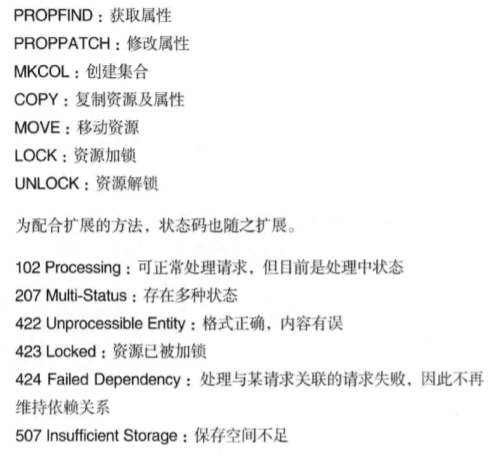 PROPFIND：获取属性
PROPPATCH：修改属性
MKCOL：创建集合
COPY：复制资源及属性
MOVE：移动资源
LOCK：资源加锁
UNLOCK：资源解锁
为配合扩展的方法，状态码也随之扩展。
102 Processing：可正常处理请求，但目前是处理中状态
207 Multi-Status：存在多种状态
422 Unprocessible Entity：格式正确，内容有误
423 Locked：资源已被加锁
424 Failed Dependency：处理与某请求关联的请求失败，因此不再
维持依赖关系
507 Insufficient Storage：保存空间不足